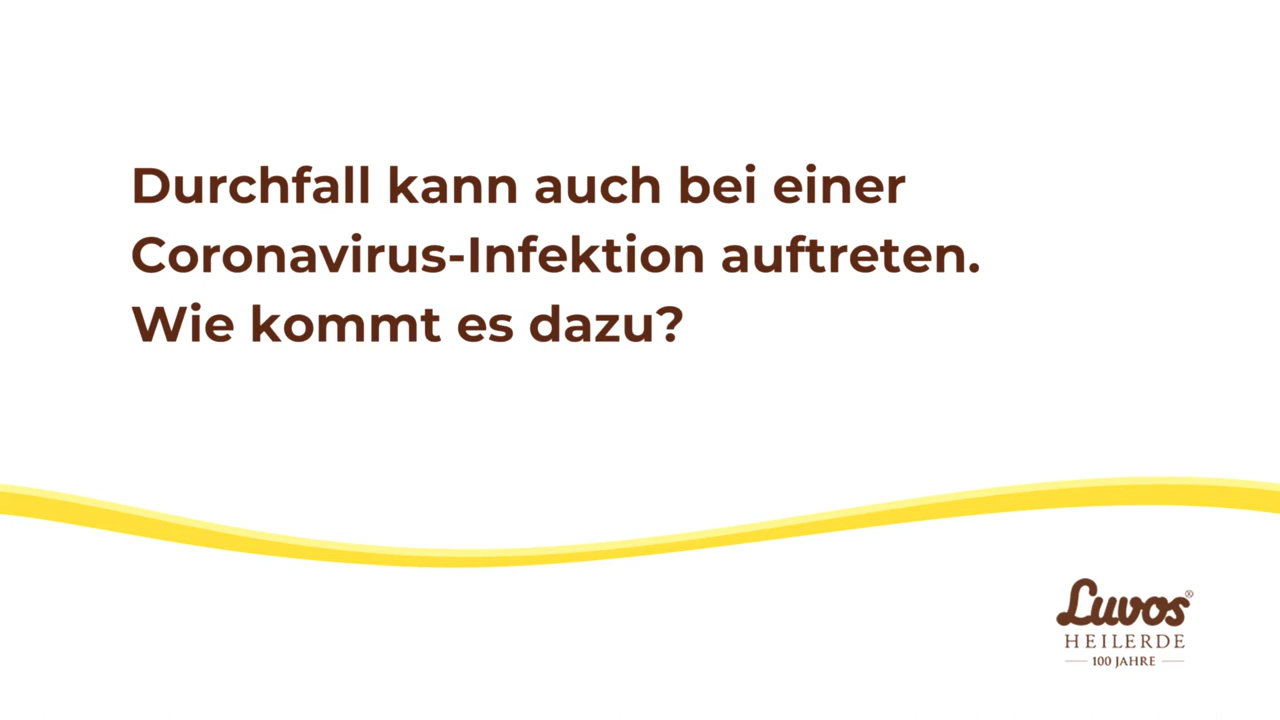 Durchfall kann auch bei einer
Coronavirus-Infektion auftreten.
Wie kommt es dazu?
Luvos®
HEILERDE
100 JAHRE